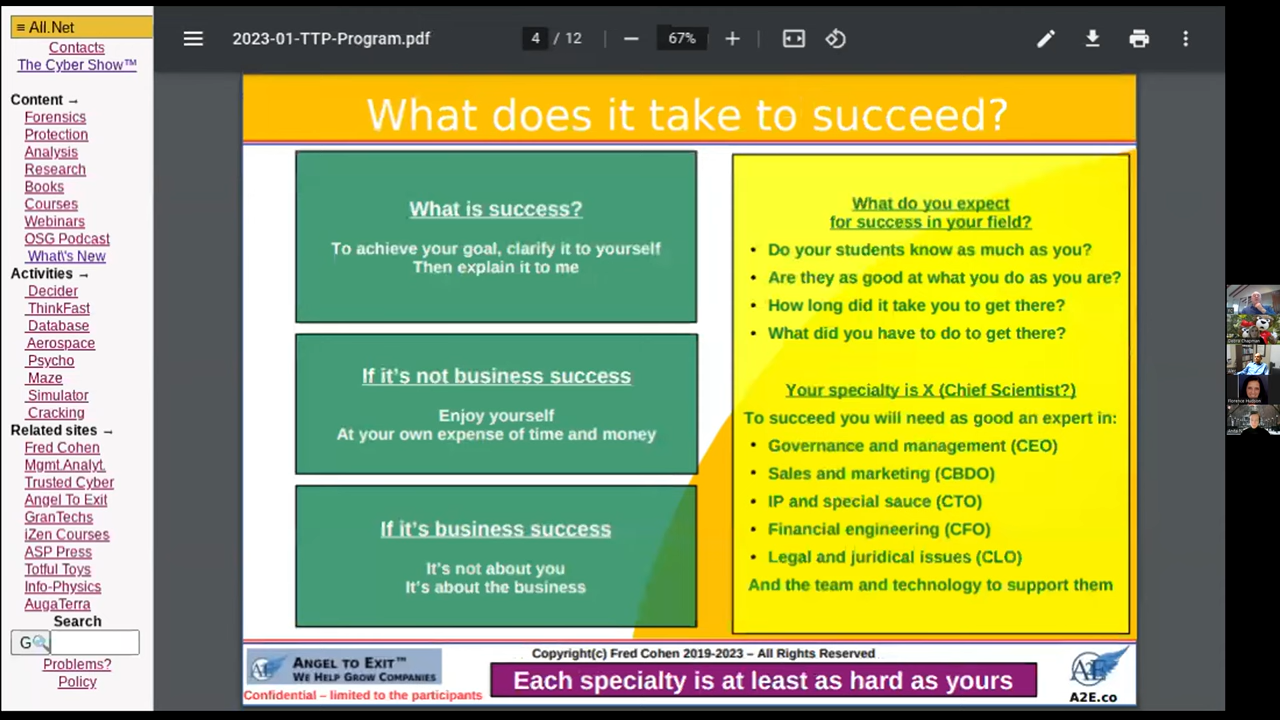 ≡ All.Net
Contacts
The Cyber Show™
Content →
Forensics
Protection
Analysis
Research
Books
Courses
Webinars
OSG Podcast
What\'s New
Activities →
Decider
ThinkFast
Database
Aerospace
Psycho
Maze
Simulator
Cracking
Related sites →
Fred Cohen
Mgmt.Analyt.
Trusted Cyber
Angel To Exit
GranTechs
iZen Courses
ASP Press
Totful Toys
Info-Physics
AugaTerra
Search
G
Problems?
Policy
2023-01-TTP-Program.pdf
4 / 12
67%
What does it take to succeed?
What is success?
To achieve your goal, clarify it to yourself
Then explain it to me
If it's not business success
Enjoy yourself
At your own expense of time and money
If it's business success
It's not about you
It's about the business
What do you expect
for success in your field?
• Do your students know as much as you?
• Are they as good at what you do as you are?
• How long did it take you to get there?
• What did you have to do to get there?
Your specialty is X (Chief Scientist?)
To succeed you will need as good an expert in:
• Governance and management (CEO)
• Sales and marketing (CBDO)
• IP and special sauce (CTO)
• Financial engineering (CFO)
• Legal and juridical issues (CLO)
And the team and technology to support them
A2E
ANGEL TO EXIT™
WE HELP GROW COMPANIES
Confidential – limited to the participants
Copyright(c) Fred Cohen 2019-2023 – All Rights Reserved
Each specialty is at least as hard as yours
A2E
A2E.co